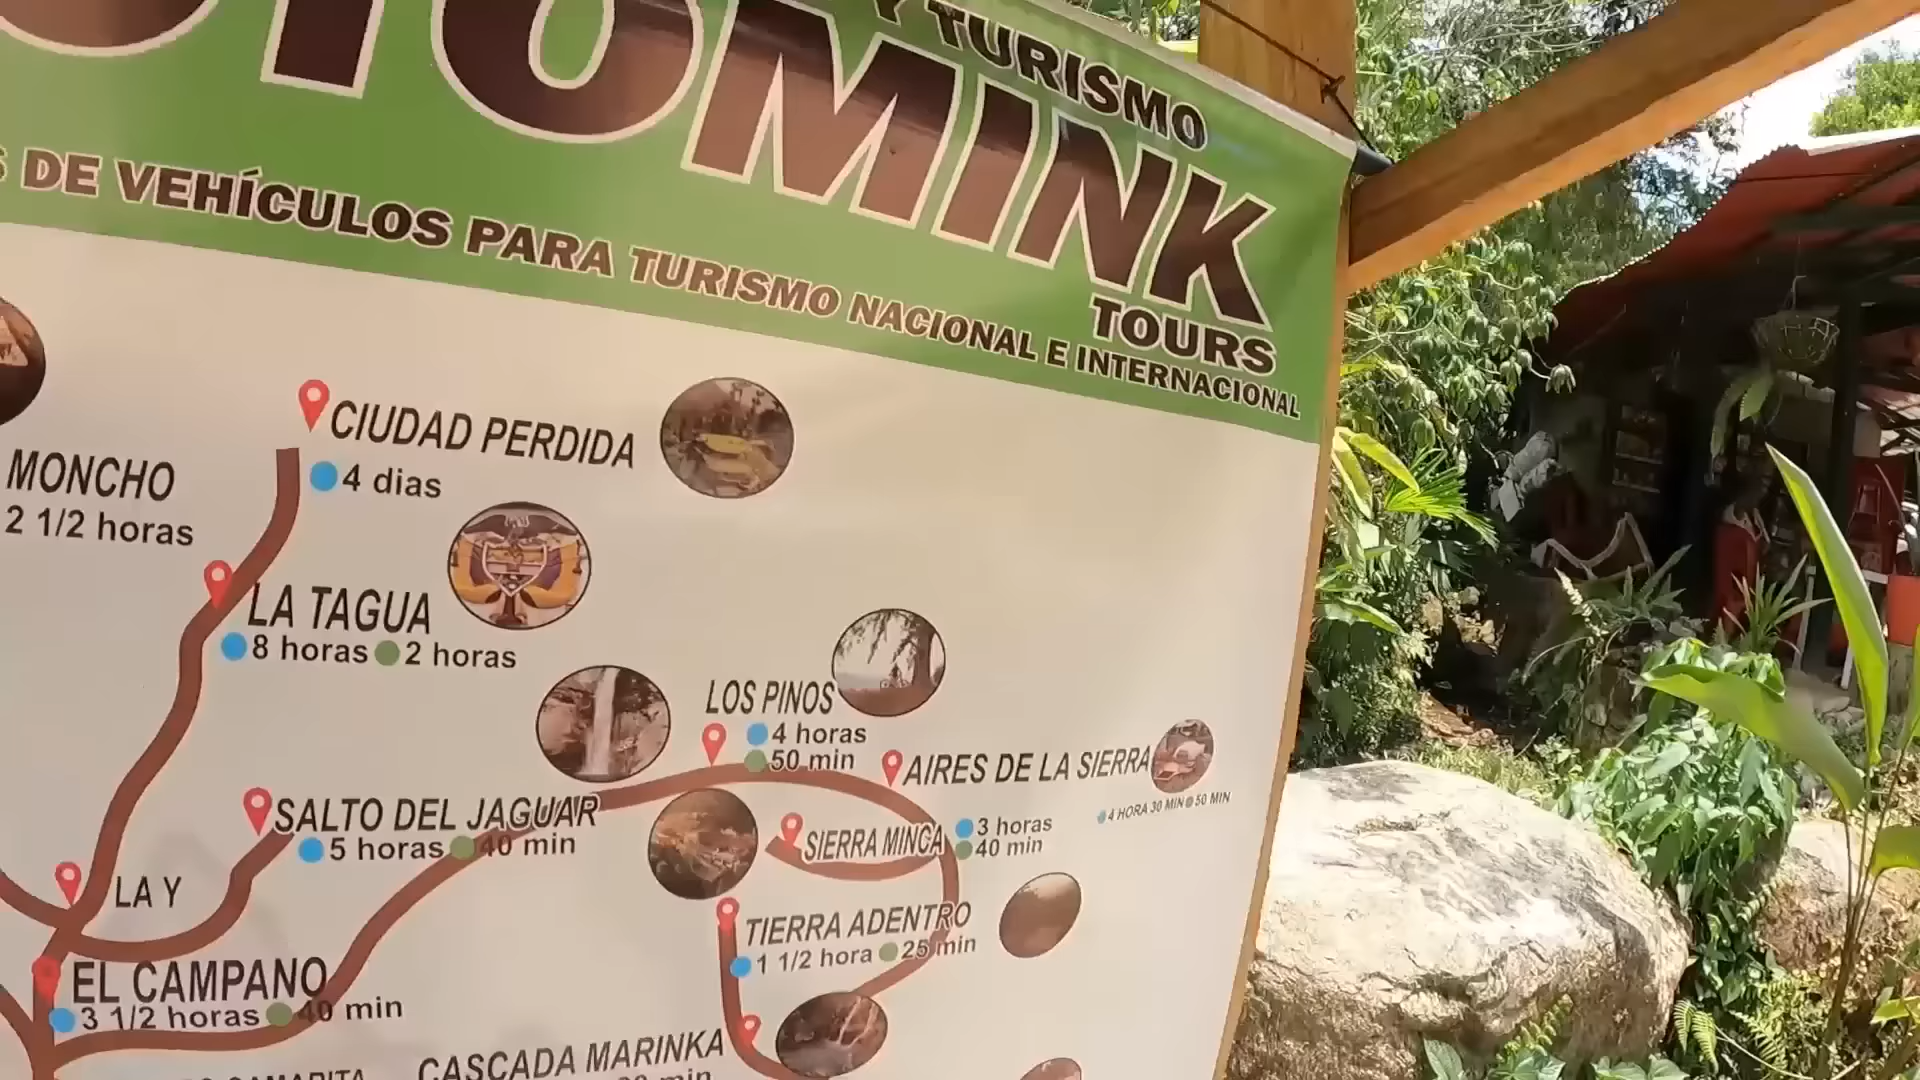 Y TURISMO
OTOMINK
TOURS
DE VEHÍCULOS PARA TURISMO NACIONAL E INTERNACIONAL
CIUDAD PERDIDA
4 dias
MONCHO
2 1/2 horas
LA TAGUA
8 horas 2 horas
LOS PINOS
4 horas
50 min
AIRES DE LA SIERRA
4 HORA 30 MIN 50 MIN
SALTO DEL JAGUAR
5 horas 40 min
SIERRA MINCA
3 horas
40 min
LA Y
TIERRA ADENTRO
1 1/2 hora 25 min
EL CAMPANO
3 1/2 horas 40 min
CASCADA MARINKA
min